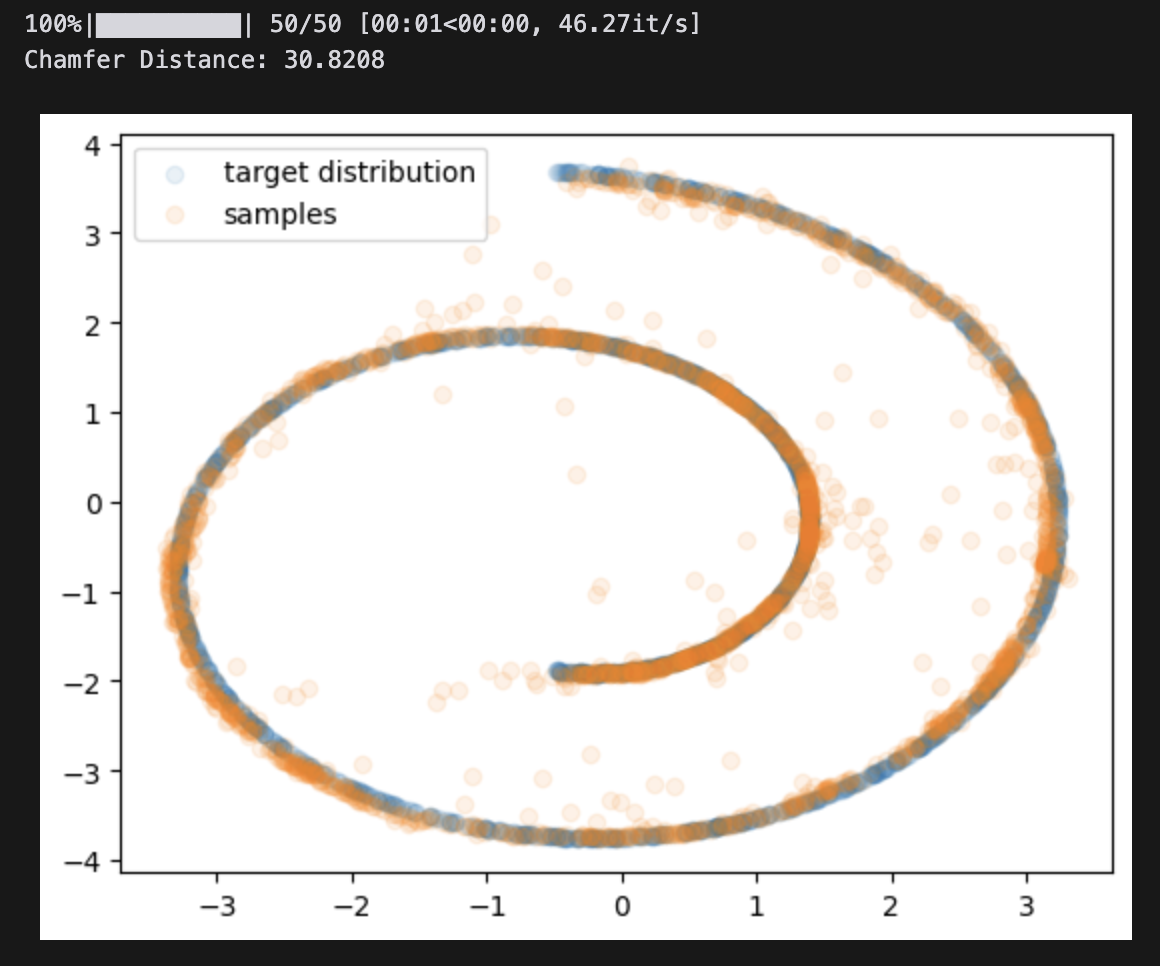 100%|██████████| 50/50 [00:01<00:00, 46.27it/s]
Chamfer Distance: 30.8208
target distribution
samples
4
3
2
1
0
−1
−2
−3
−4
−3 −2 −1 0 1 2 3